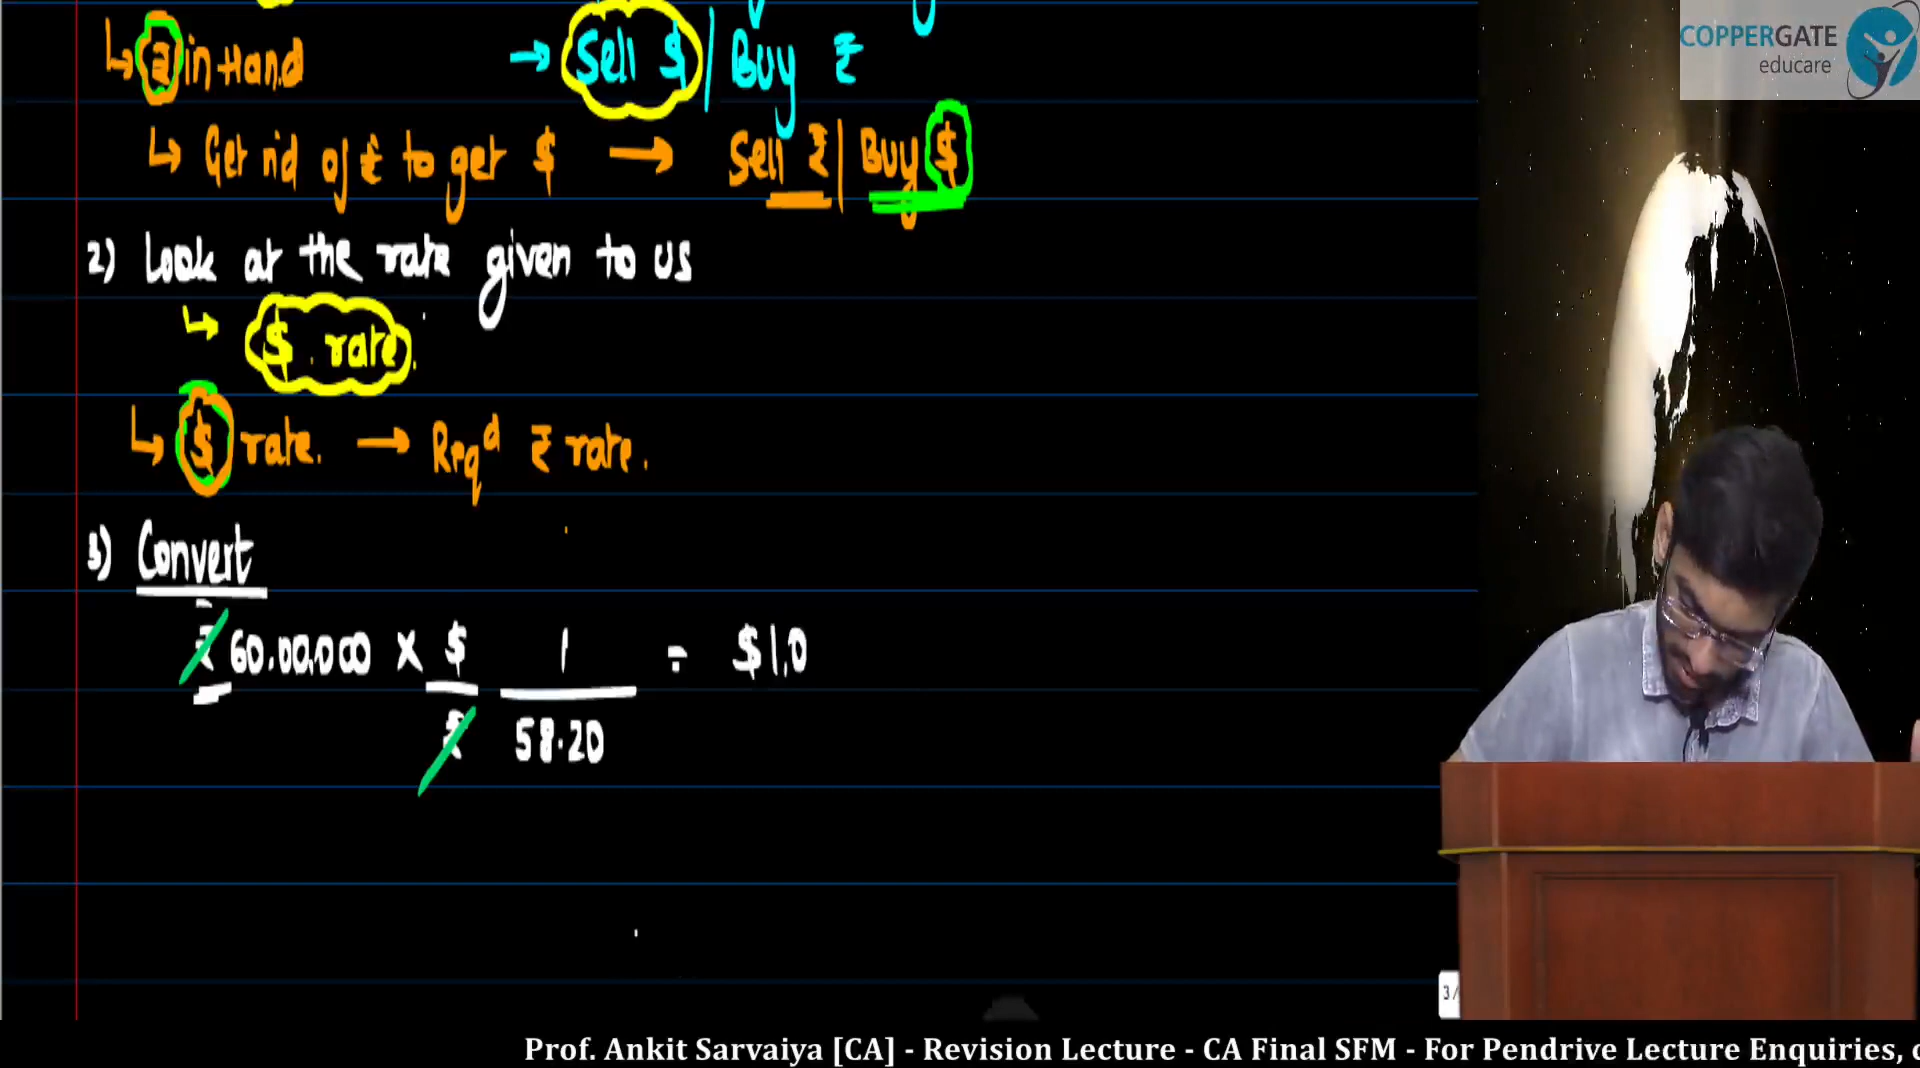 COPPERGATE
educare
↳ ₹ in Hand → Sell $ | Buy ₹
↳ Get rid of ₹ to get $ → Sell ₹ | Buy $
2) Look at the rate given to us
↳ $ rate.
↳ $ rate. → Reqd ₹ rate.
3) Convert
₹ 60,00,000 × $/₹ 1/58.20 = $1,0
3/
Prof. Ankit Sarvaiya [CA] - Revision Lecture - CA Final SFM - For Pendrive Lecture Enquiries, c